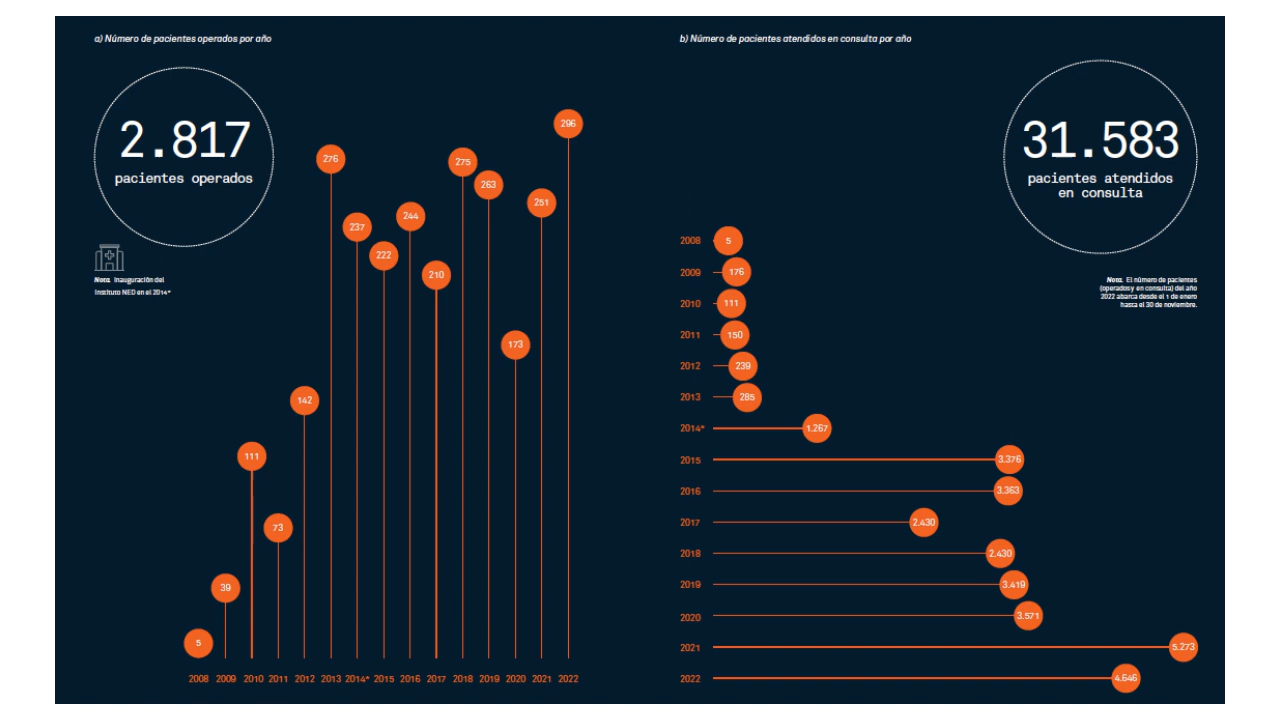 a) Número de pacientes operados por año
2.817
pacientes operados
Nota. Inauguración del
Instituto NED en el 2014*
5
39
111
73
142
276
237
222
244
210
275
263
173
251
296
2008 2009 2010 2011 2012 2013 2014* 2015 2016 2017 2018 2019 2020 2021 2022
b) Número de pacientes atendidos en consulta por año
31.583
pacientes atendidos
en consulta
Nota. El número de pacientes
(operados y en consulta) del año
2022 abarca desde el 1 de enero
hasta el 30 de noviembre.
2008 5
2009 176
2010 111
2011 150
2012 239
2013 285
2014* 1.267
2015 3.376
2016 3.363
2017 2.430
2018 2.430
2019 3.419
2020 3.571
2021 5.273
2022 4.646